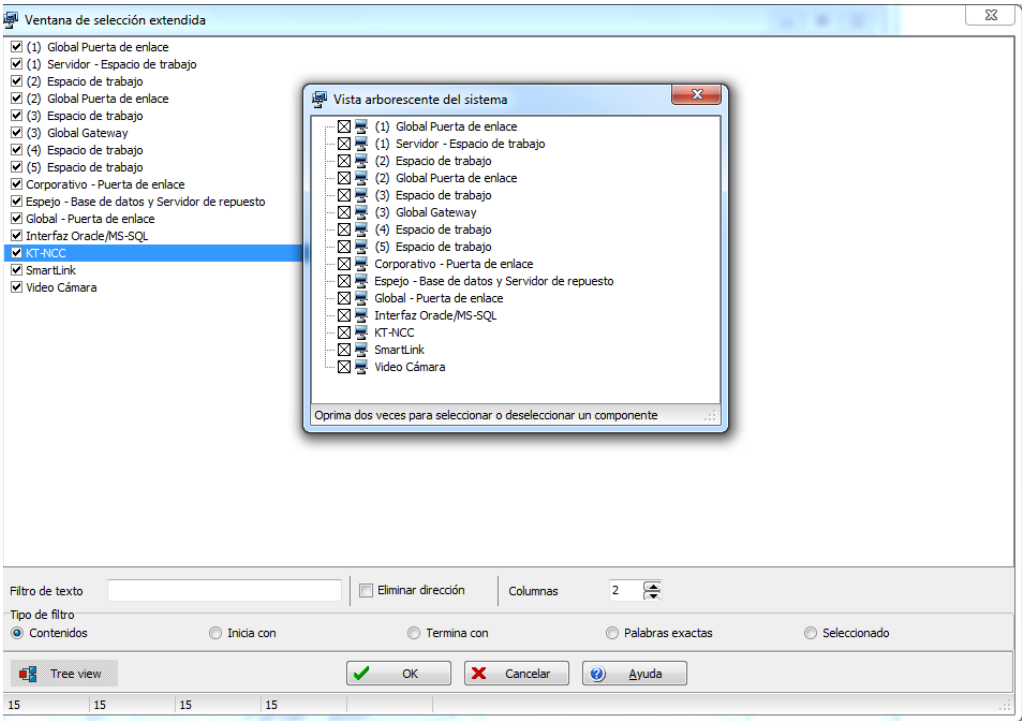 Ventana de selección extendida
(1) Global Puerta de enlace
(1) Servidor - Espacio de trabajo
(2) Espacio de trabajo
(2) Global Puerta de enlace
(3) Espacio de trabajo
(3) Global Gateway
(4) Espacio de trabajo
(5) Espacio de trabajo
Corporativo - Puerta de enlace
Espejo - Base de datos y Servidor de repuesto
Global - Puerta de enlace
Interfaz Oracle/MS-SQL
KT-NCC
SmartLink
Video Cámara
Vista arborescente del sistema
(1) Global Puerta de enlace
(1) Servidor - Espacio de trabajo
(2) Espacio de trabajo
(2) Global Puerta de enlace
(3) Espacio de trabajo
(3) Global Gateway
(4) Espacio de trabajo
(5) Espacio de trabajo
Corporativo - Puerta de enlace
Espejo - Base de datos y Servidor de repuesto
Global - Puerta de enlace
Interfaz Oracle/MS-SQL
KT-NCC
SmartLink
Video Cámara
Oprima dos veces para seleccionar o deseleccionar un componente
Filtro de texto Eliminar dirección Columnas 2
Tipo de filtro
Contenidos Inicia con Termina con Palabras exactas Seleccionado
Tree view OK Cancelar Ayuda
15 15 15 15